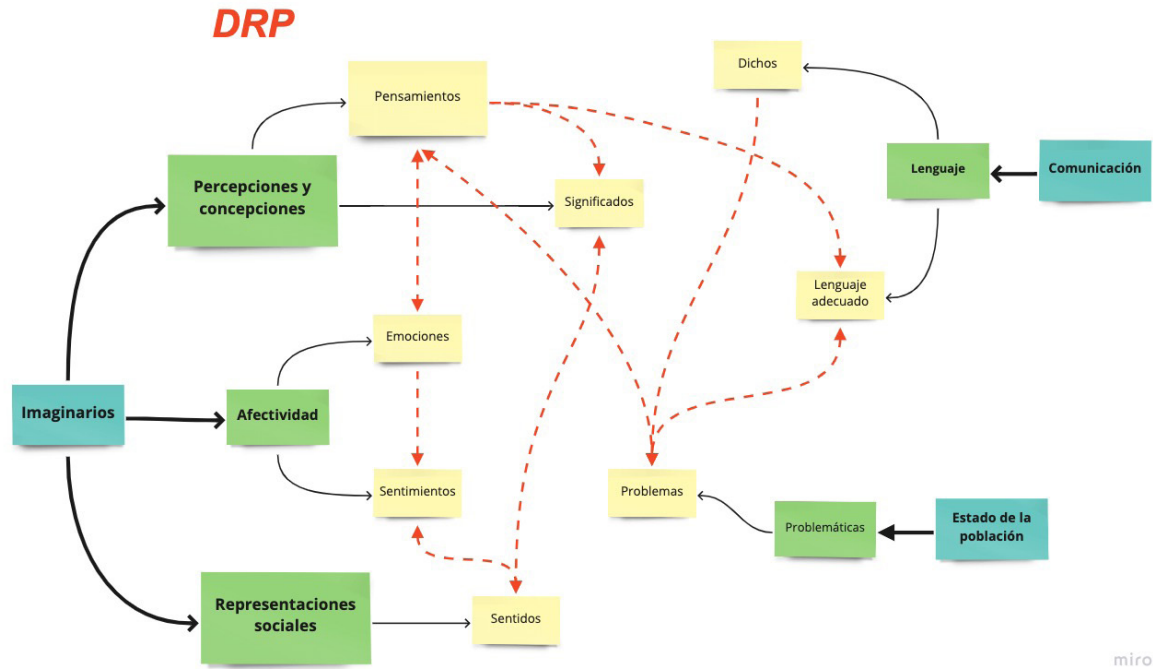 DRP
Pensamientos
Dichos
Percepciones y
concepciones
Lenguaje
Comunicación
Significados
Lenguaje
adecuado
Emociones
Imaginarios
Afectividad
Sentimientos
Problemas
Problemáticas
Estado de la
población
Representaciones
sociales
Sentidos
miro